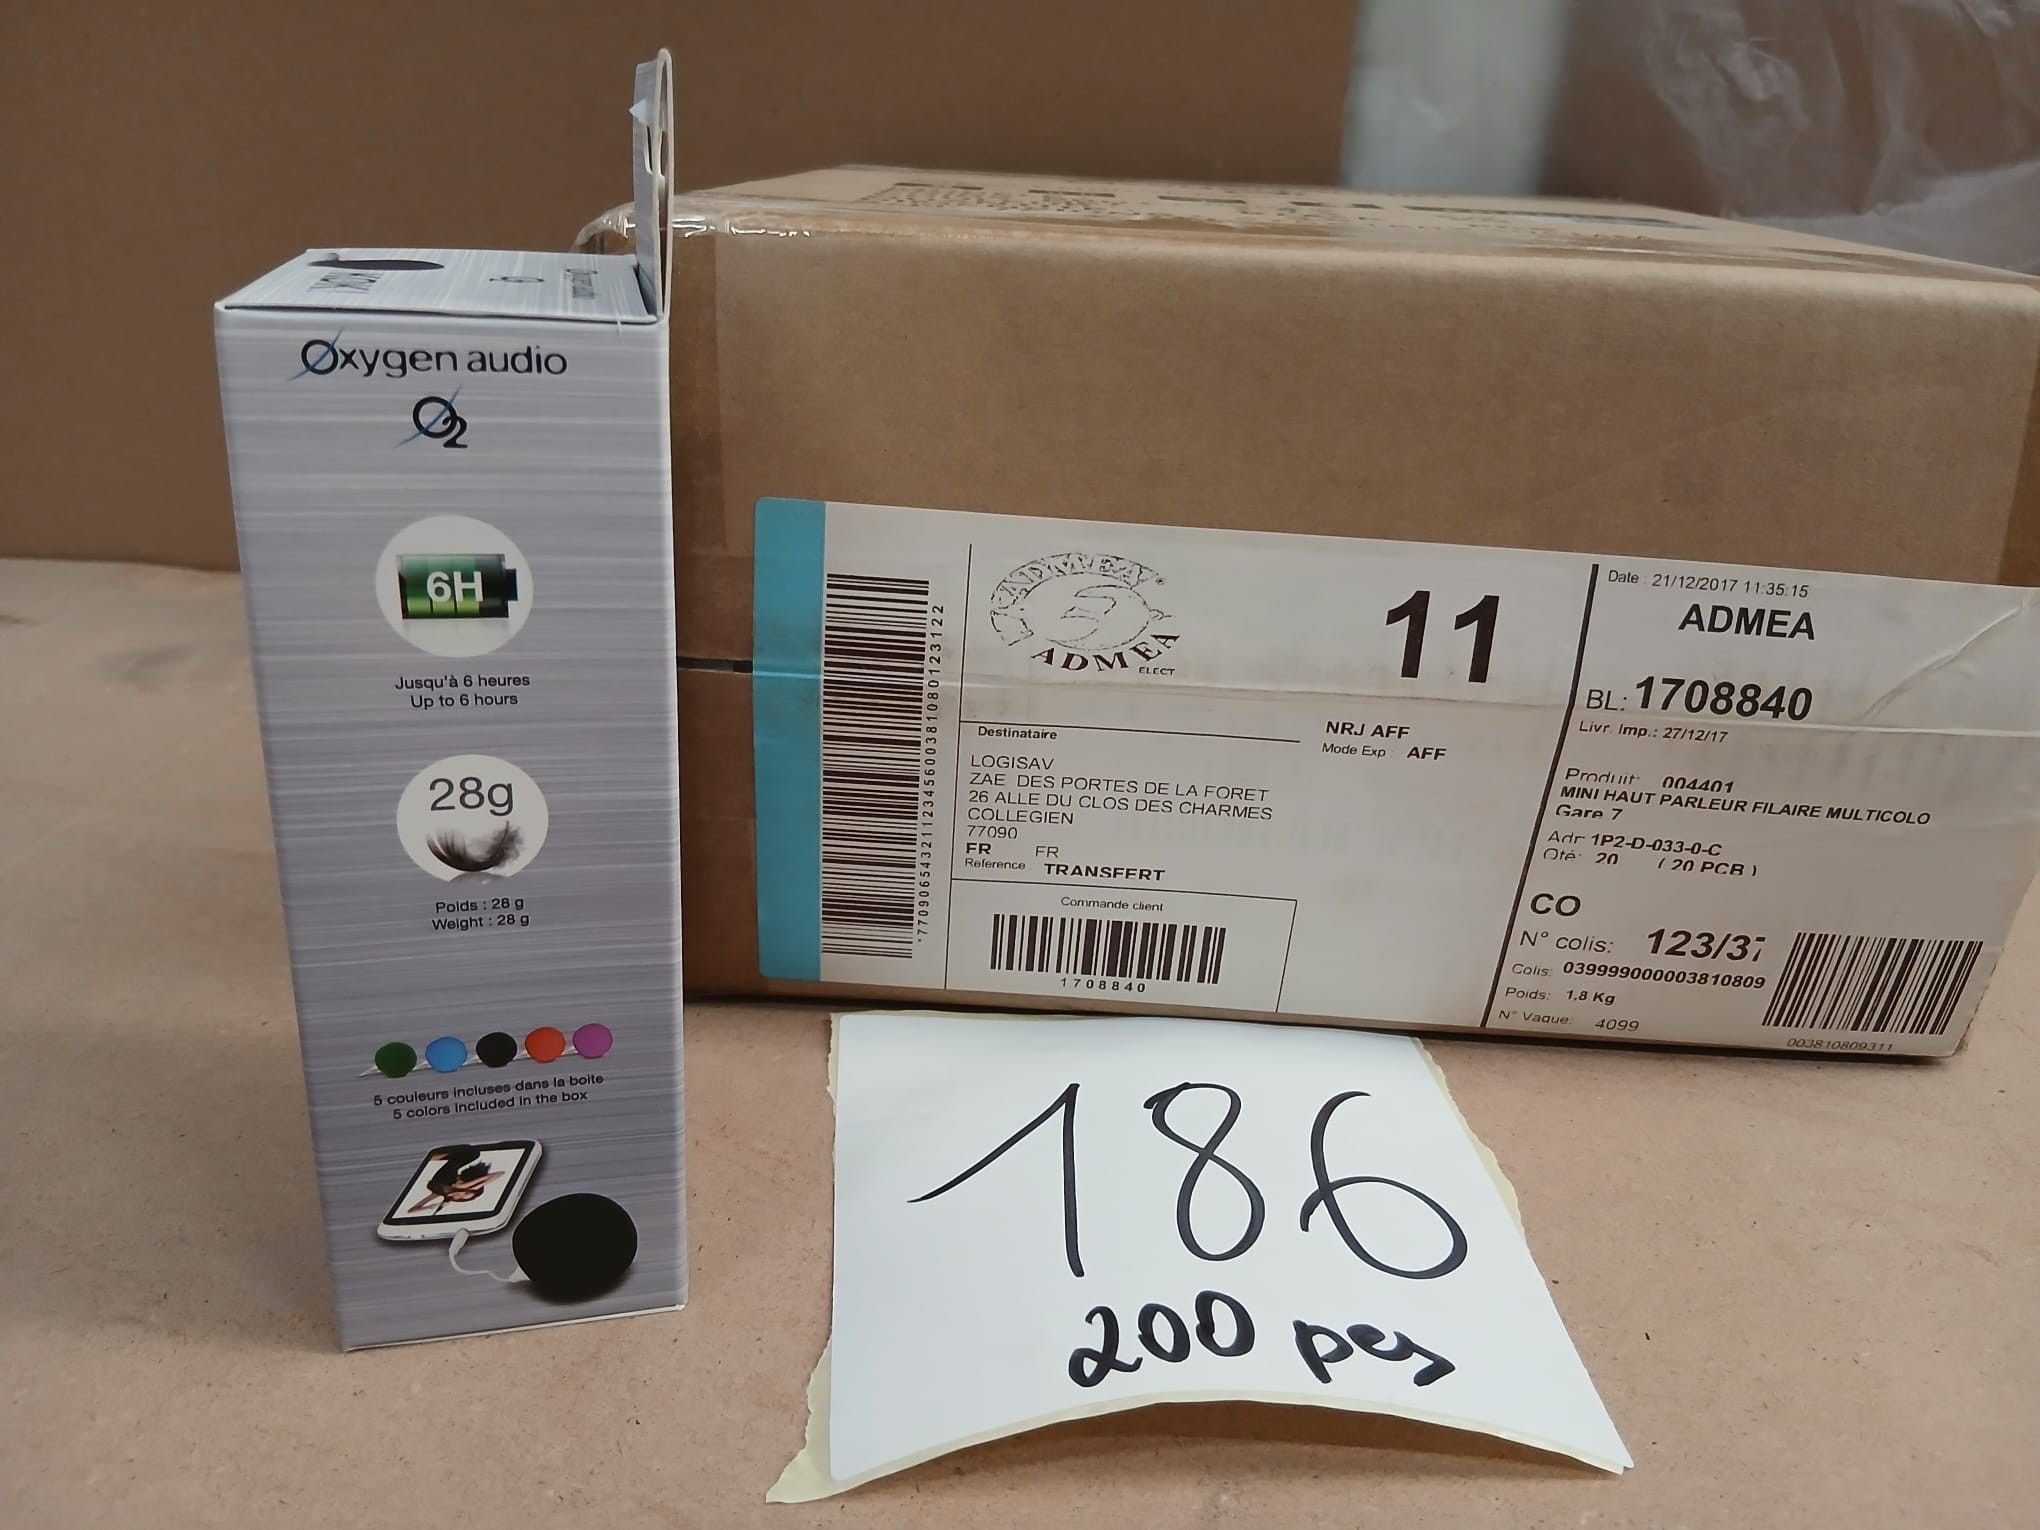 Oxygen audio
O2
6H
Jusqu'à 6 heures
Up to 6 hours
28g
Poids : 28 g
Weight : 28 g
5 couleurs incluses dans la boite
5 colors included in the box
ADMEA
ELECT
11
Destinataire
NRJ AFF
Mode Exp : AFF
LOGISAV
ZAE DES PORTES DE LA FORET
26 ALLE DU CLOS DES CHARMES
COLLEGIEN
77090
FR FR
Reference TRANSFERT
Commande client
1708840
Date : 21/12/2017 11:35:15
ADMEA
BL: 1708840
Livr. Imp.: 27/12/17
Produit: 004401
MINI HAUT PARLEUR FILAIRE MULTICOLO
Gare 7
Adr: 1P2-D-033-0-C
Qté: 20 ( 20 PCB )
CO
N° colis: 123/37
Colis: 039999000003810809
Poids: 1,8 Kg
N° Vague: 4099
003810809311
186
200 pcs